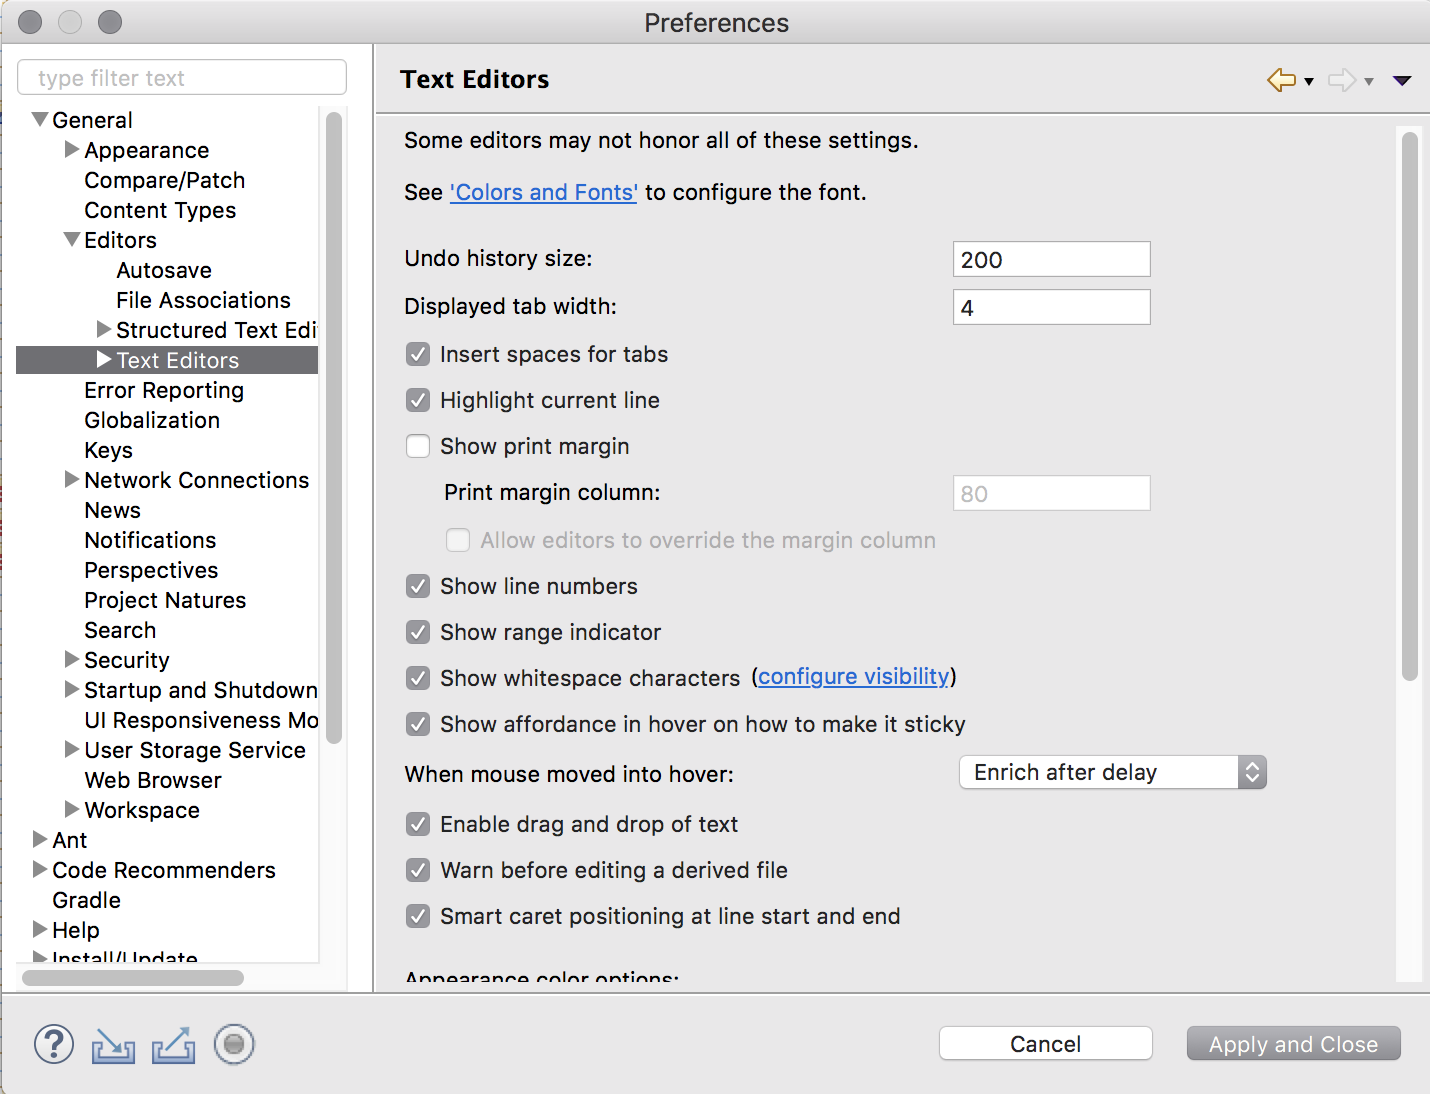 Preferences
type filter text
General
Appearance
Compare/Patch
Content Types
Editors
Autosave
File Associations
Structured Text Edi
Text Editors
Error Reporting
Globalization
Keys
Network Connections
News
Notifications
Perspectives
Project Natures
Search
Security
Startup and Shutdown
UI Responsiveness Mo
User Storage Service
Web Browser
Workspace
Ant
Code Recommenders
Gradle
Help
Install/Update
Text Editors
Some editors may not honor all of these settings.
See 'Colors and Fonts' to configure the font.
Undo history size: 200
Displayed tab width: 4
Insert spaces for tabs
Highlight current line
Show print margin
Print margin column: 80
Allow editors to override the margin column
Show line numbers
Show range indicator
Show whitespace characters (configure visibility)
Show affordance in hover on how to make it sticky
When mouse moved into hover: Enrich after delay
Enable drag and drop of text
Warn before editing a derived file
Smart caret positioning at line start and end
Appearance color options:
?
Cancel
Apply and Close